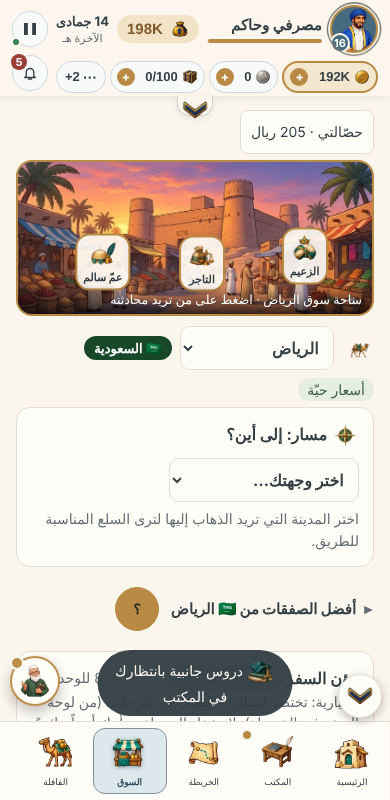 مصرفي وحاكم
16
198K
14 جمادى
الآخرة هـ
192K
0
0/100
+2 ...
5
حصّالتي · 205 ريال
الزعيم
التاجر
عمّ سالم
ساحة سوق الرياض · اضغط على من تريد محادثته
الرياض
🇸🇦 السعودية
أسعار حيّة
مسار: إلى أين؟
اختر وجهتك...
اختر المدينة التي تريد الذهاب إليها لترى السلع المناسبة
للطريق.
أفضل الصفقات من 🇸🇦 الرياض
؟
دروس جانبية بانتظارك
في المكتب
الرئيسية
المكتب
الخريطة
السوق
القافلة